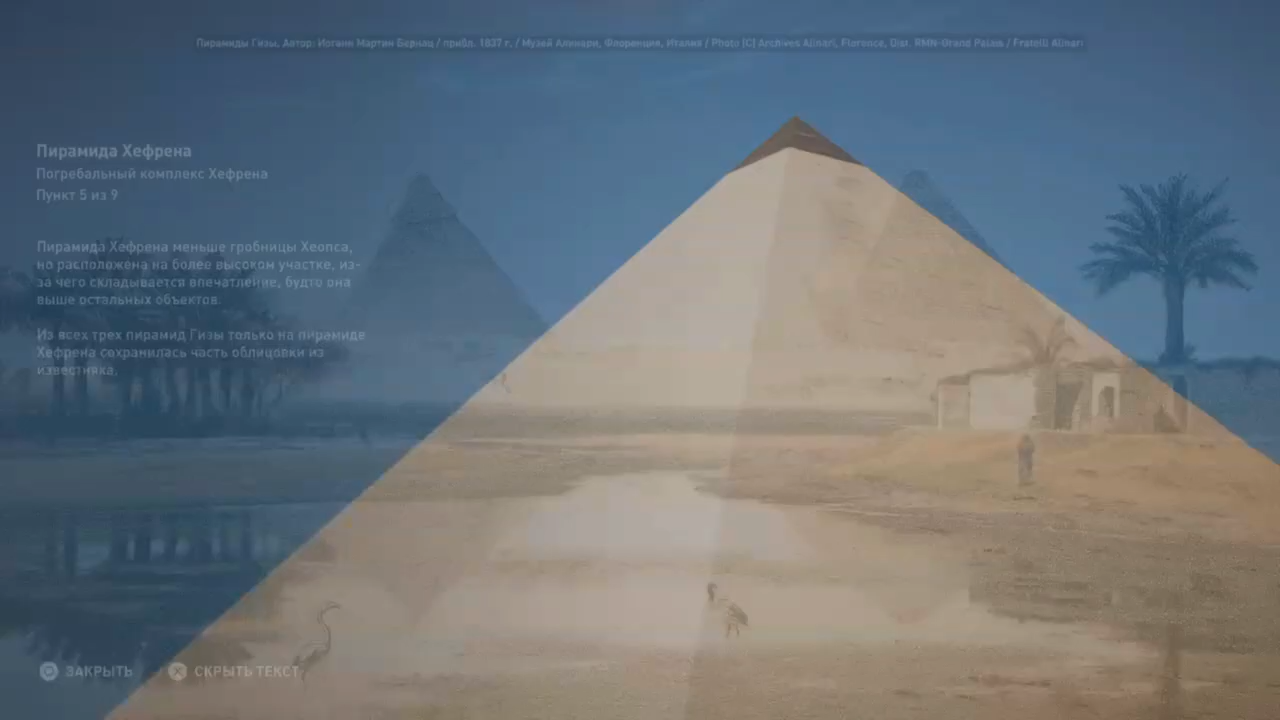 Пирамиды Гизы, Автор: Иоганн Мартин Бернац / прибл. 1837 г. / Музей Алинари, Флоренция, Италия / Photo (C) Archives Alinari, Florence, Dist. RMN-Grand Palais / Fratelli Alinari
Пирамида Хефрена
Погребальный комплекс Хефрена
Пункт 5 из 9
Пирамида Хефрена меньше гробницы Хеопса,
но расположена на более высоком участке, из-
за чего складывается впечатление, будто она
выше остальных объектов.
Из всех трех пирамид Гизы только на пирамиде
Хефрена сохранилась часть облицовки из
известняка.
ЗАКРЫТЬ
СКРЫТЬ ТЕКСТ